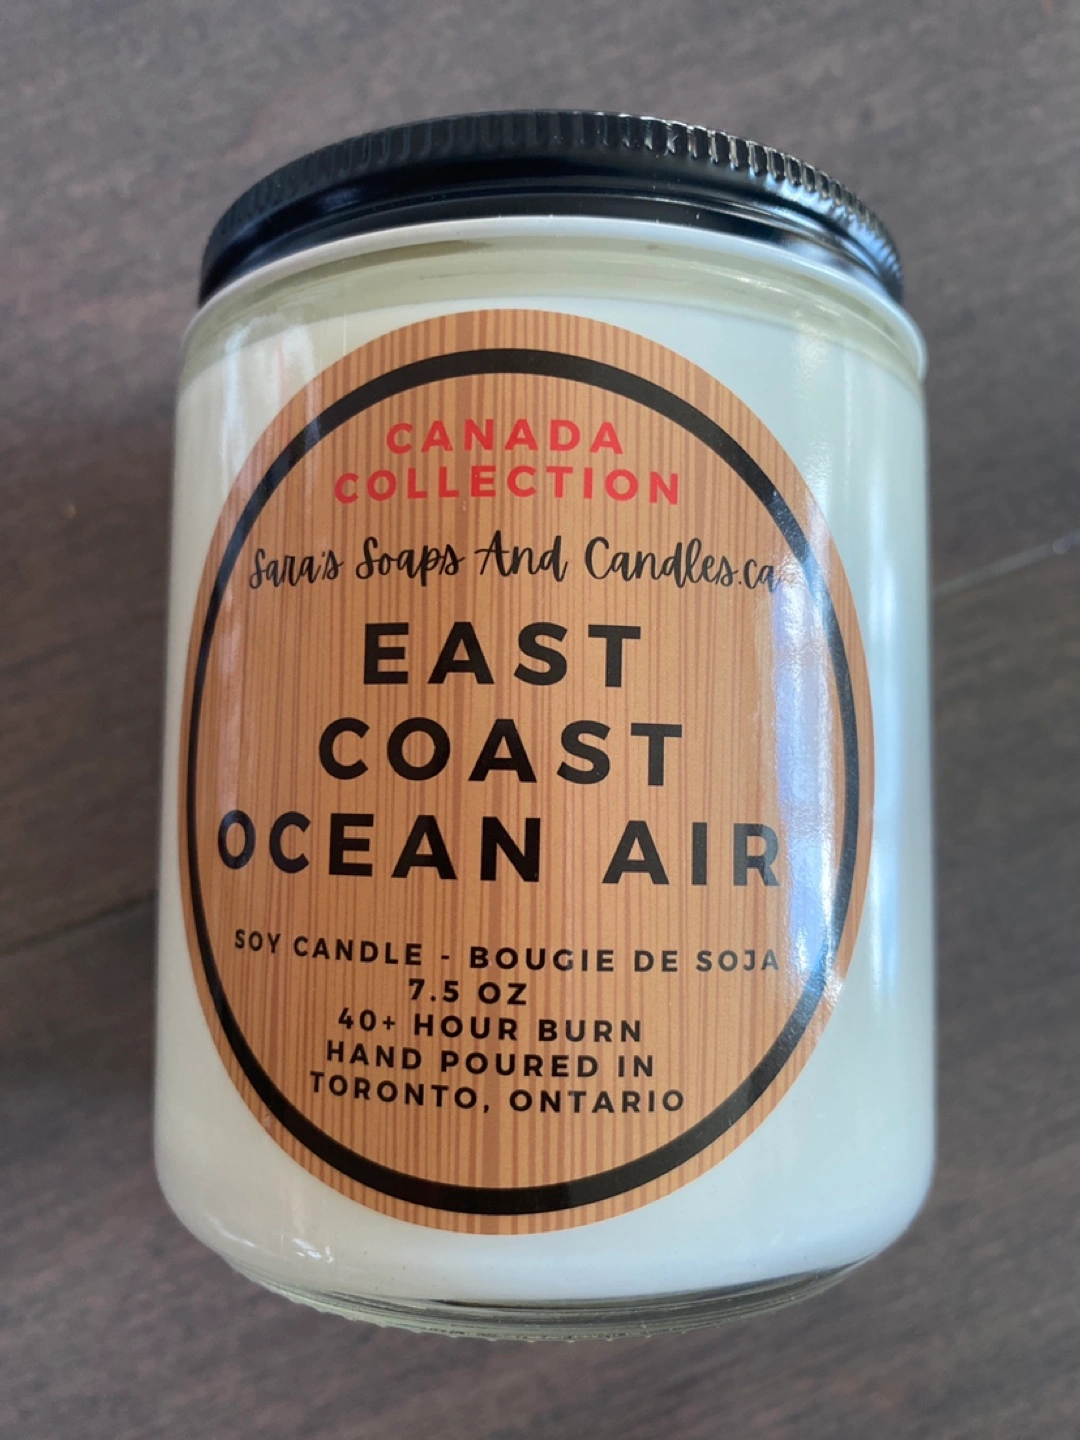 CANADA
COLLECTION
Sara's Soaps And Candles.ca
EAST
COAST
OCEAN AIR
SOY CANDLE - BOUGIE DE SOJA
7.5 OZ
40+ HOUR BURN
HAND POURED IN
TORONTO, ONTARIO